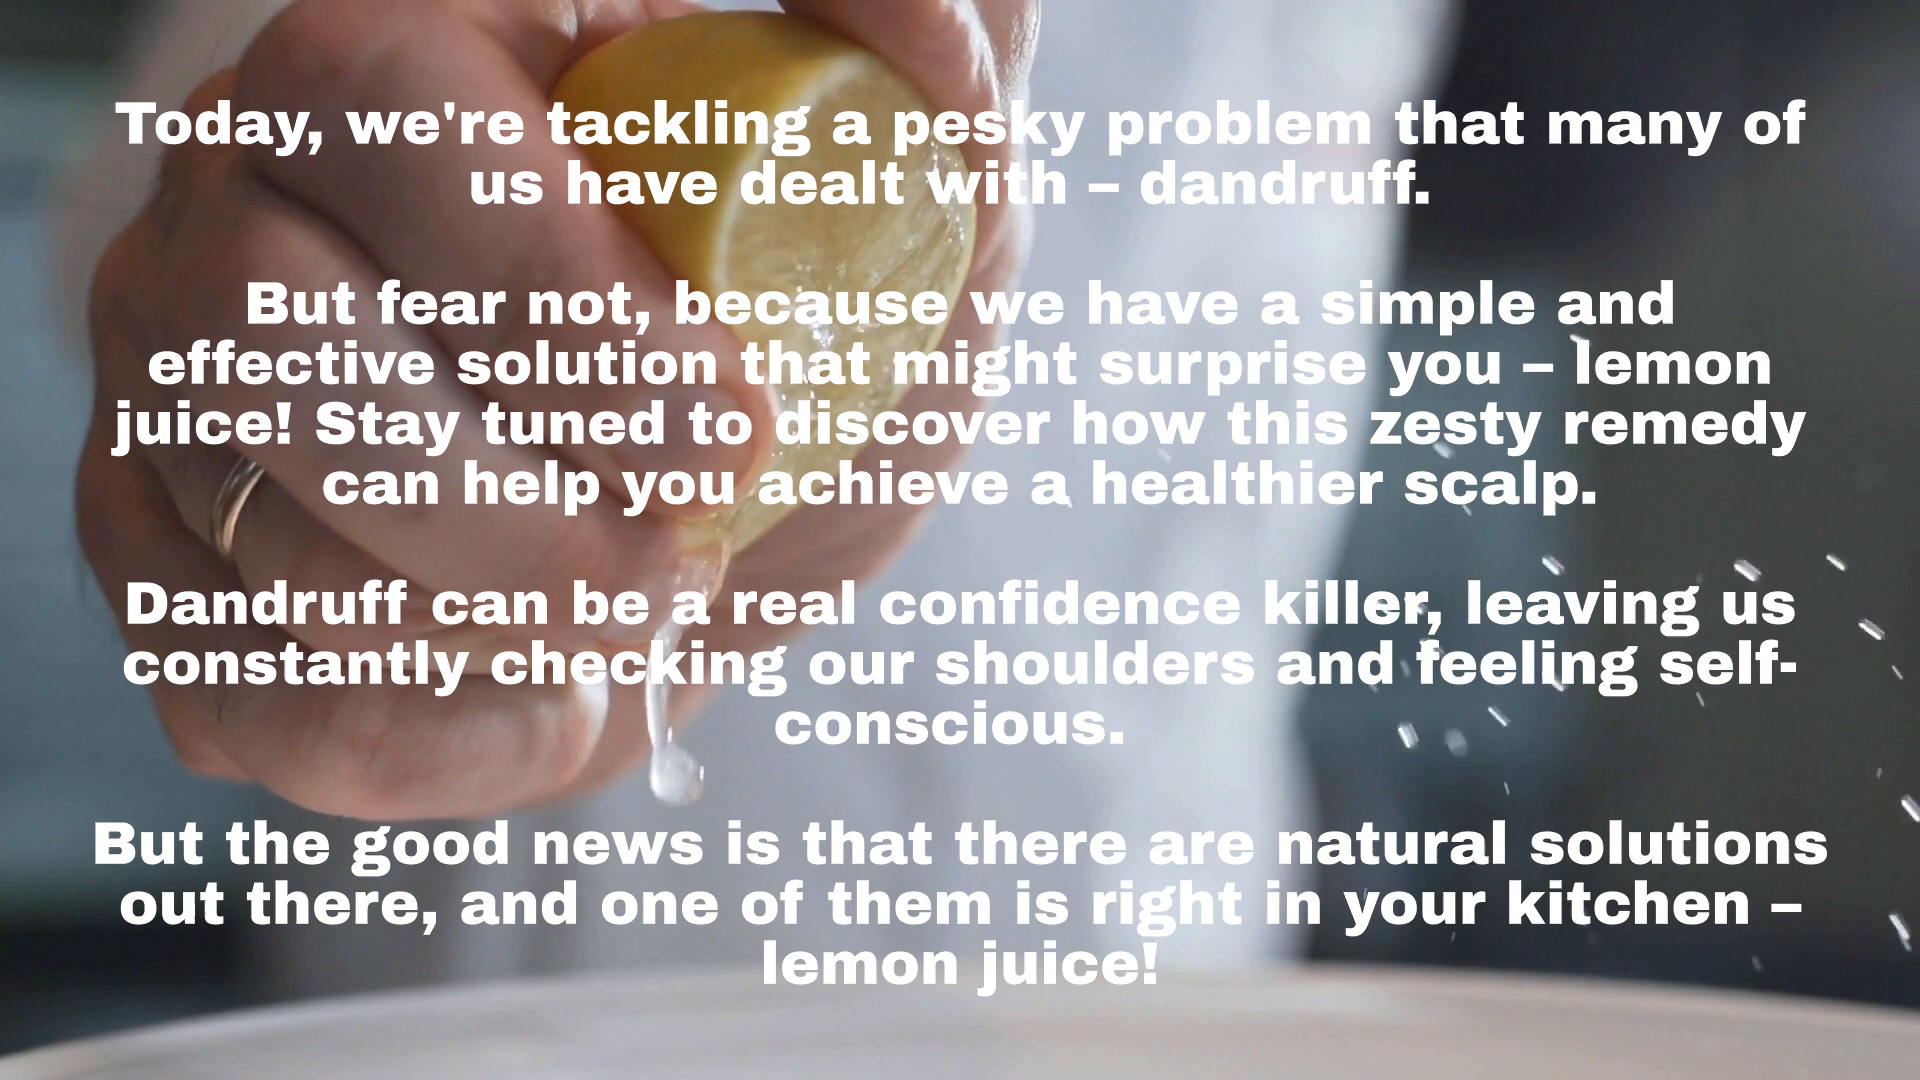 Today, we're tackling a pesky problem that many of
us have dealt with – dandruff.
But fear not, because we have a simple and
effective solution that might surprise you – lemon
juice! Stay tuned to discover how this zesty remedy
can help you achieve a healthier scalp.
Dandruff can be a real confidence killer, leaving us
constantly checking our shoulders and feeling self-
conscious.
But the good news is that there are natural solutions
out there, and one of them is right in your kitchen –
lemon juice!